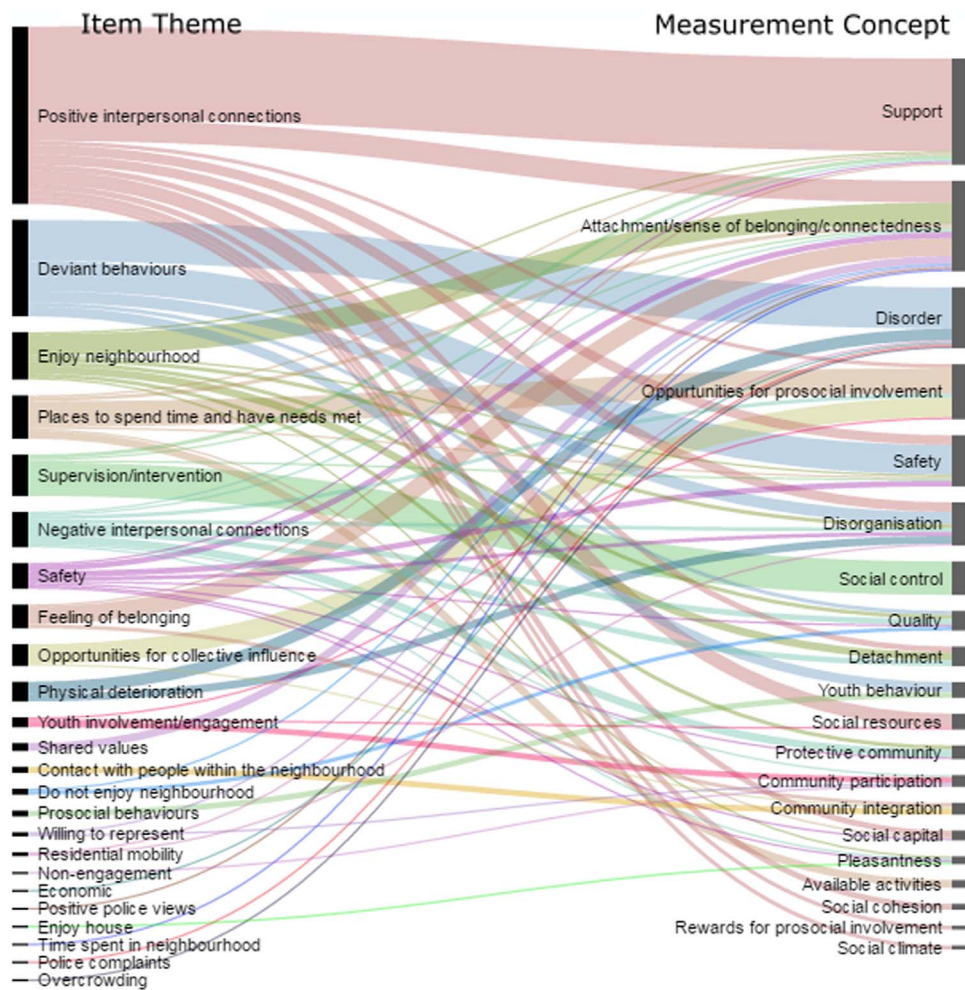 Item Theme
Measurement Concept
Positive interpersonal connections
Deviant behaviours
Enjoy neighbourhood
Places to spend time and have needs met
Supervision/intervention
Negative interpersonal connections
Safety
Feeling of belonging
Opportunities for collective influence
Physical deterioration
Youth involvement/engagement
Shared values
Contact with people within the neighbourhood
Do not enjoy neighbourhood
Prosocial behaviours
Willing to represent
Residential mobility
Non-engagement
Economic
Positive police views
Enjoy house
Time spent in neighbourhood
Police complaints
Overcrowding
Support
Attachment/sense of belonging/connectedness
Disorder
Oppurtunities for prosocial involvement
Safety
Disorganisation
Social control
Quality
Detachment
Youth behaviour
Social resources
Protective community
Community participation
Community integration
Social capital
Pleasantness
Available activities
Social cohesion
Rewards for prosocial involvement
Social climate